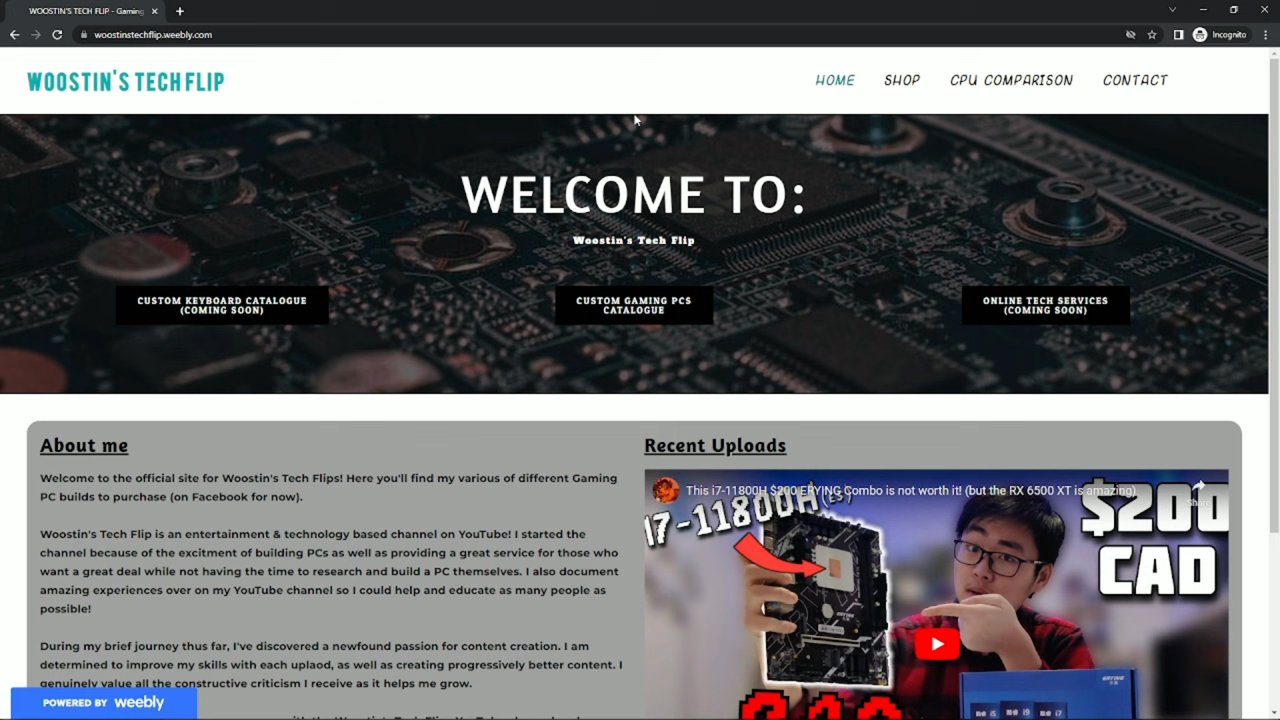 WOOSTIN'S TECH FLIP - Gaming
woostinstechflip.weebly.com
Incognito
WOOSTIN'S TECH FLIP
HOME SHOP CPU COMPARISON CONTACT
WELCOME TO:
Woostin's Tech Flip
CUSTOM KEYBOARD CATALOGUE
(COMING SOON)
CUSTOM GAMING PCS
CATALOGUE
ONLINE TECH SERVICES
(COMING SOON)
About me
Welcome to the official site for Woostin's Tech Flips! Here you'll find my various of different Gaming
PC builds to purchase (on Facebook for now).
Woostin's Tech Flip is an entertainment & technology based channel on YouTube! I started the
channel because of the excitment of building PCs as well as providing a great service for those who
want a great deal while not having the time to research and build a PC themselves. I also document
amazing experiences over on my YouTube channel so I could help and educate as many people as
possible!
During my brief journey thus far, I've discovered a newfound passion for content creation. I am
determined to improve my skills with each uplaod, as well as creating progressively better content. I
genuinely value all the constructive criticism I receive as it helps me grow.
POWERED BY weebly
Recent Uploads
This i7-11800H $200 ERYING Combo is not worth it! (but the RX 6500 XT is amazing)
Share
I7-11800H (ES)
$200
CAD
ERYING
i5 i9 i7